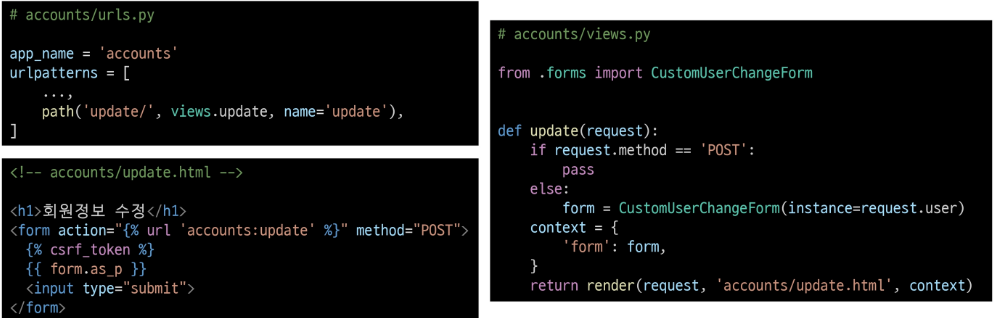 # accounts/urls.py
app_name = 'accounts'
urlpatterns = [
    ...,
    path('update/', views.update, name='update'),
]
<!-- accounts/update.html -->
<h1>회원정보 수정</h1>
<form action="{% url 'accounts:update' %}" method="POST">
  {% csrf_token %}
  {{ form.as_p }}
  <input type="submit">
</form>
# accounts/views.py
from .forms import CustomUserChangeForm
def update(request):
    if request.method == 'POST':
        pass
    else:
        form = CustomUserChangeForm(instance=request.user)
    context = {
        'form': form,
    }
    return render(request, 'accounts/update.html', context)